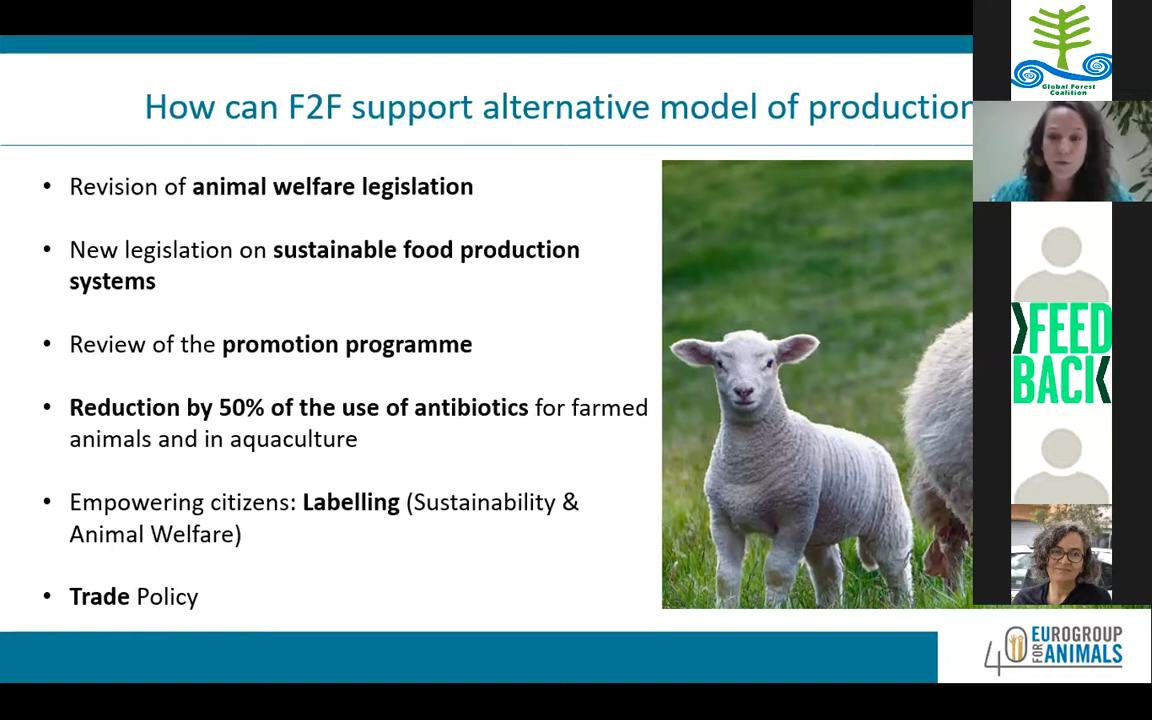 How can F2F support alternative model of production
• Revision of animal welfare legislation
• New legislation on sustainable food production
systems
• Review of the promotion programme
• Reduction by 50% of the use of antibiotics for farmed
animals and in aquaculture
• Empowering citizens: Labelling (Sustainability &
Animal Welfare)
• Trade Policy
Global Forest
Coalition
FEED
BACK
40 EUROGROUP
FOR ANIMALS